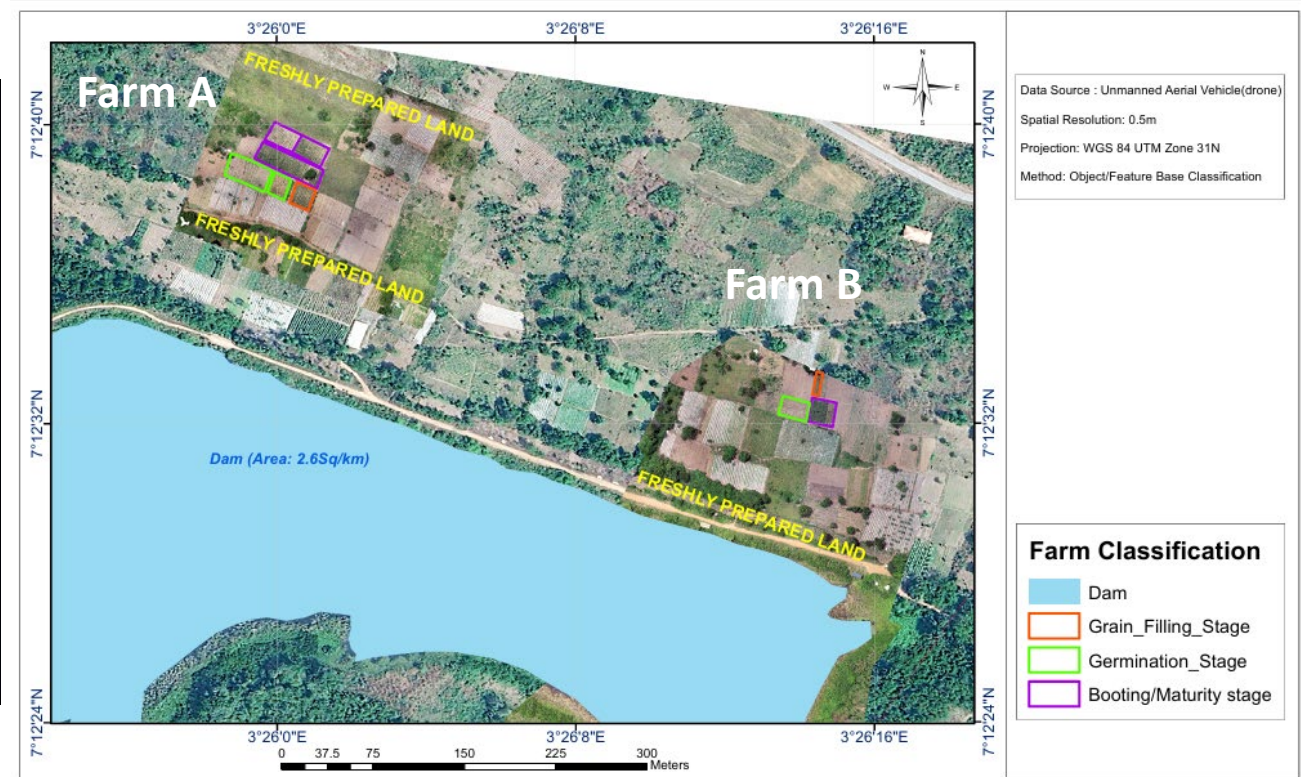 3°26'0"E 3°26'8"E 3°26'16"E
Farm A
FRESHLY PREPARED LAND
N
W E
S
7°12'40"N 7°12'40"N
FRESHLY PREPARED LAND
Farm B
7°12'32"N 7°12'32"N
Dam (Area: 2.6Sq/km)
FRESHLY PREPARED LAND
7°12'24"N 7°12'24"N
3°26'0"E 3°26'8"E 3°26'16"E
0 37.5 75 150 225 300
Meters
Data Source : Unmanned Aerial Vehicle(drone)
Spatial Resolution: 0.5m
Projection: WGS 84 UTM Zone 31N
Method: Object/Feature Base Classification
Farm Classification
Dam
Grain_Filling_Stage
Germination_Stage
Booting/Maturity stage